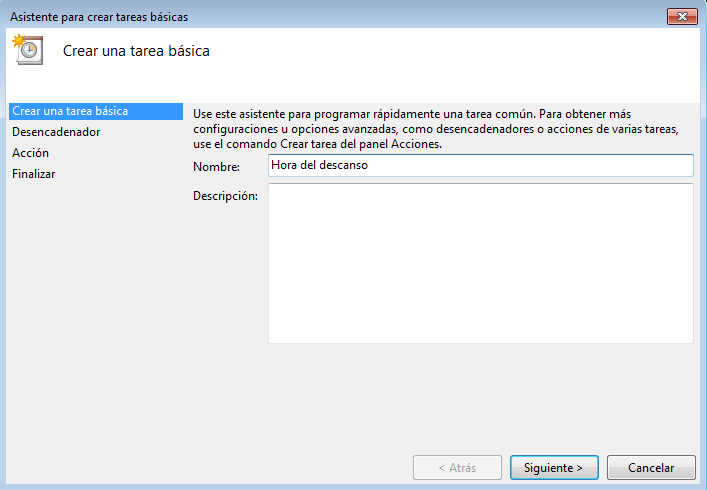 Asistente para crear tareas básicas
Crear una tarea básica
Crear una tarea básica
Desencadenador
Acción
Finalizar
Use este asistente para programar rápidamente una tarea común. Para obtener más
configuraciones u opciones avanzadas, como desencadenadores o acciones de varias tareas,
use el comando Crear tarea del panel Acciones.
Nombre: Hora del descanso
Descripción:
< Atrás Siguiente > Cancelar